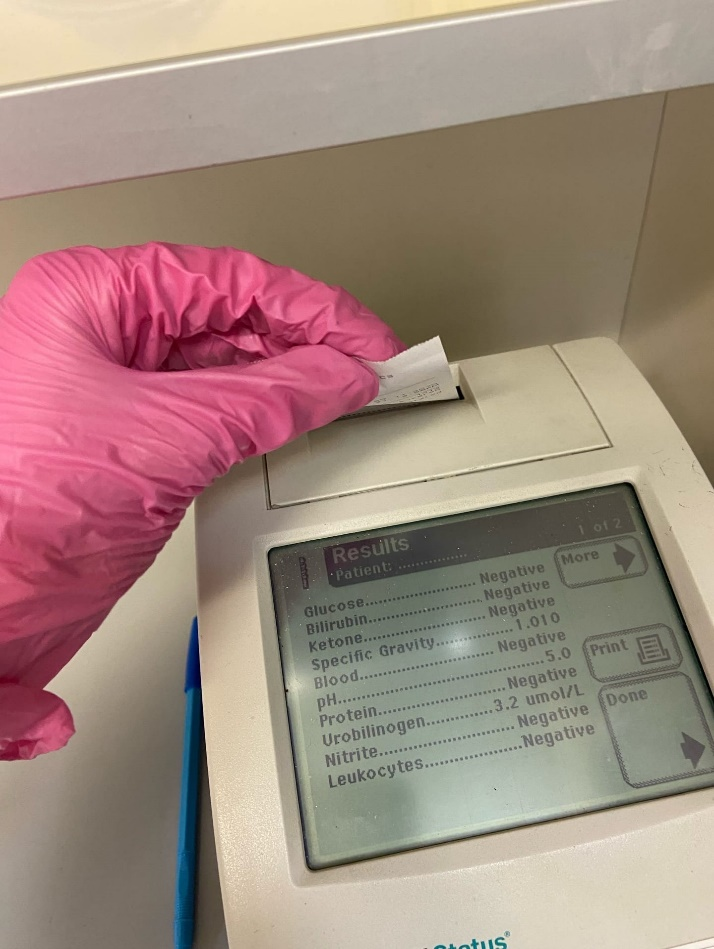 Results
1 of 2
Patient: ................
More
Glucose........................ Negative
Bilirubin........................ Negative
Ketone........................ Negative
Specific Gravity............1.010
Blood........................ Negative
pH........................5.0
Print
Protein........................Negative
Urobilinogen............3.2 umol/L
Done
Nitrite........................Negative
Leukocytes..................Negative
Status®